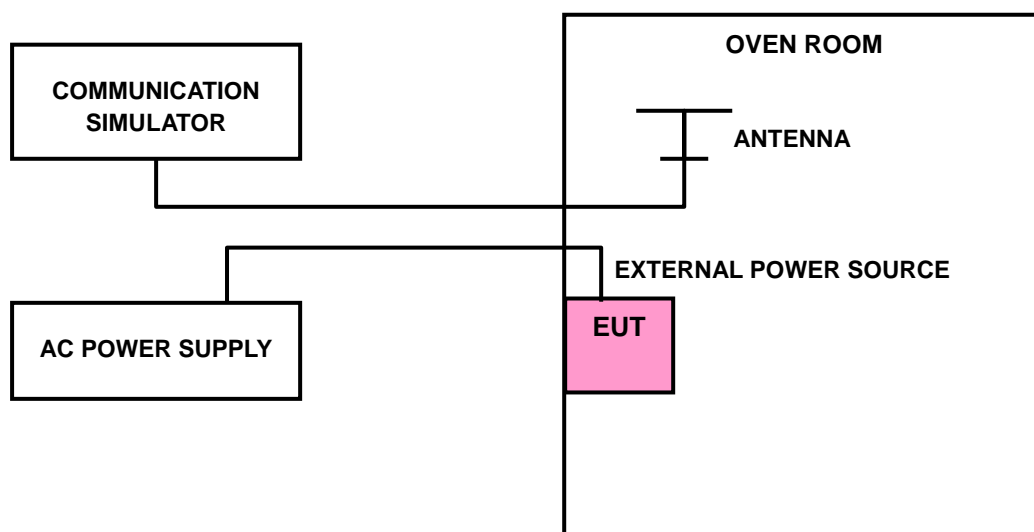 OVEN ROOM
COMMUNICATION
SIMULATOR
ANTENNA
EXTERNAL POWER SOURCE
EUT
AC POWER SUPPLY